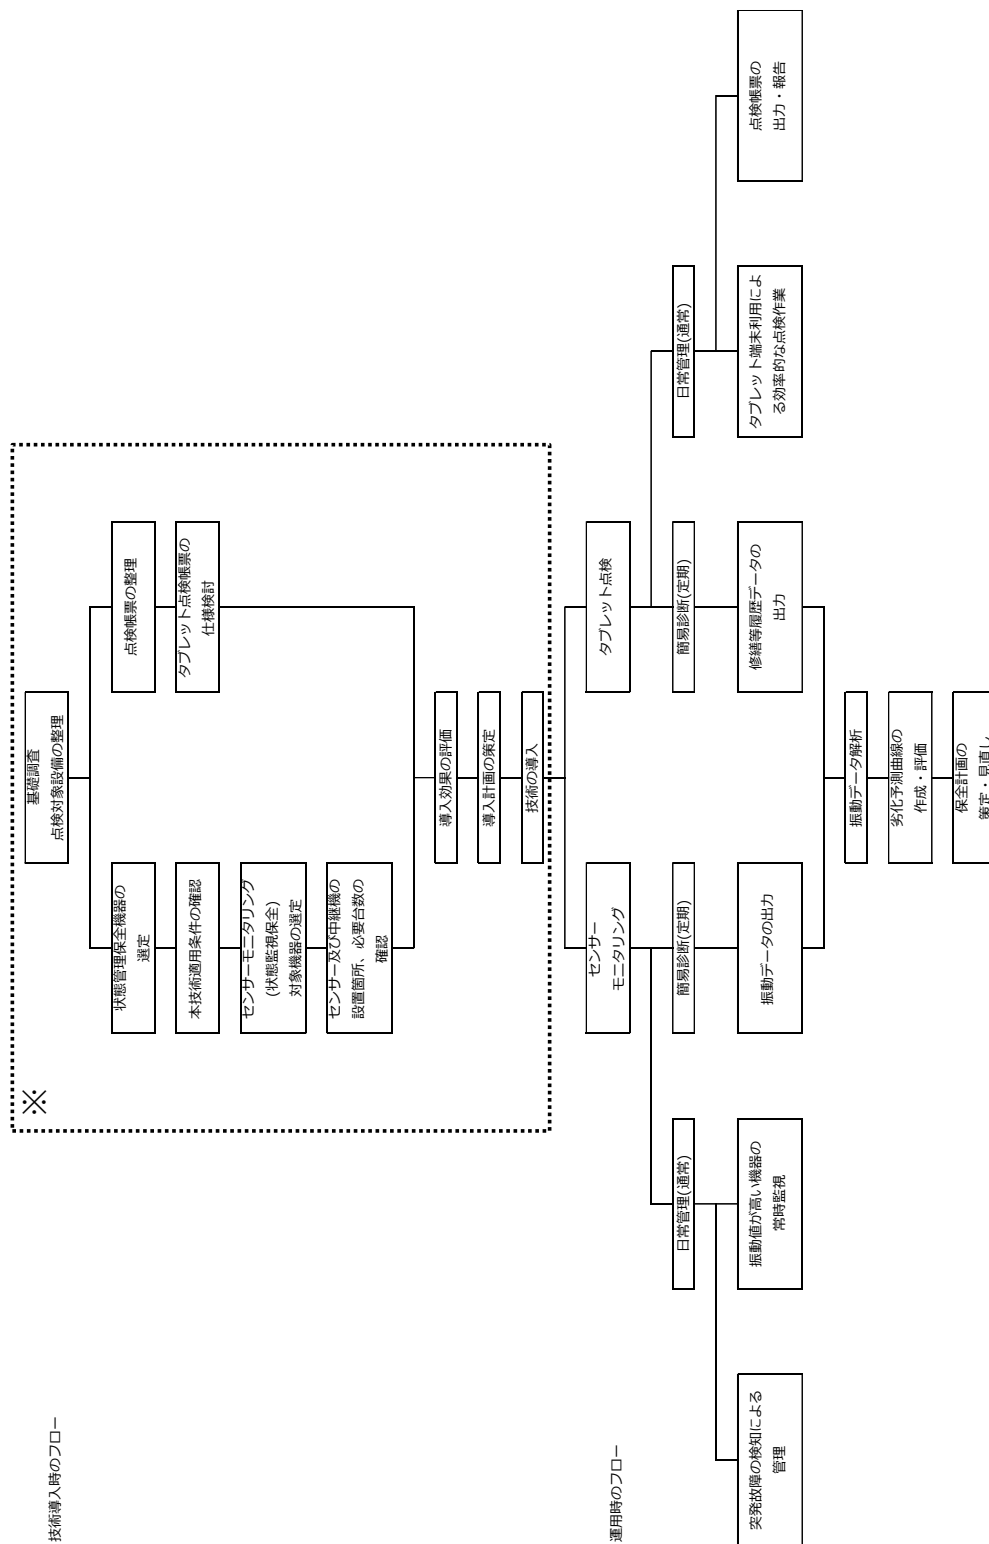 技術導入時のフロー
※
基礎調査
点検対象設備の整理
状態管理保全機器の
選定
本技術適用条件の確認
センサーモニタリング
(状態監視保全)
対象機器の選定
センサー及び中継機の
設置箇所、必要台数の
確認
点検帳票の整理
タブレット点検帳票の
仕様検討
導入効果の評価
導入計画の策定
技術の導入
運用時のフロー
センサー
モニタリング
タブレット点検
日常管理(通常)
簡易診断(定期)
簡易診断(定期)
日常管理(通常)
突発故障の検知による
管理
振動値が高い機器の
常時監視
振動データの出力
修繕等履歴データの
出力
タブレット端末利用によ
る効率的な点検作業
点検帳票の
出力・報告
振動データ解析
劣化予測曲線の
作成・評価
保全計画の
策定・見直し